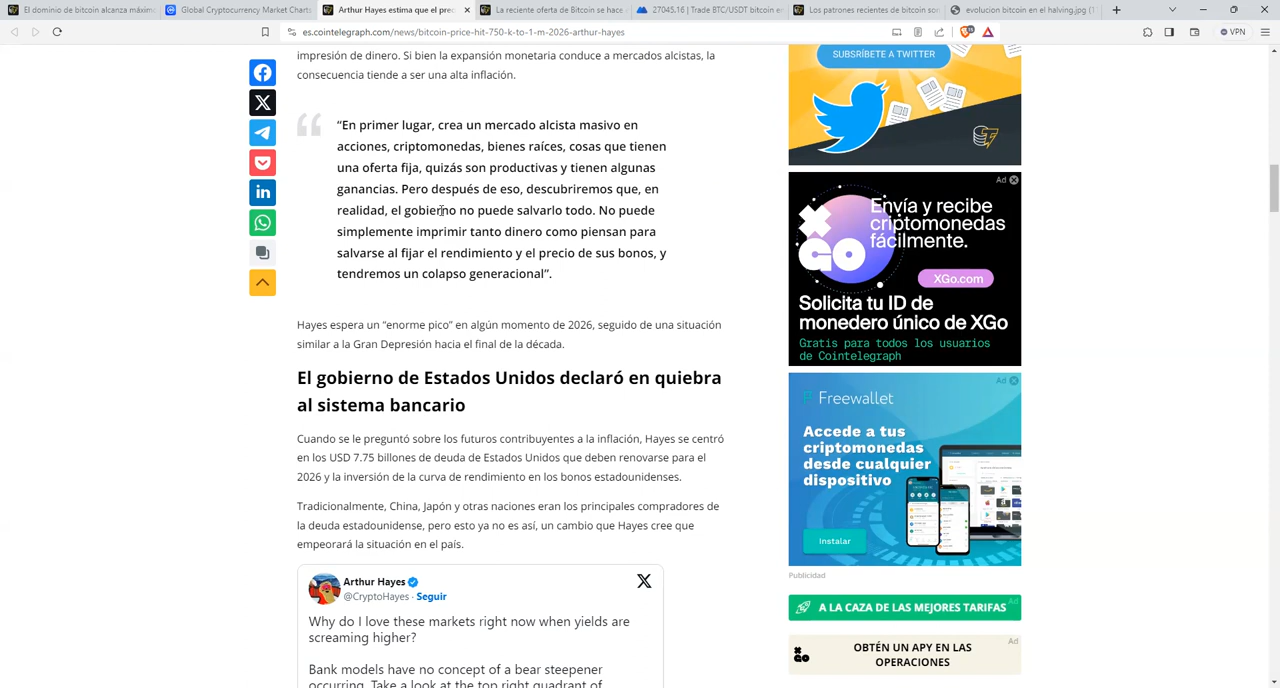 El dominio de bitcoin alcanza máxim
Global Cryptocurrency Market Charts
Arthur Hayes estima que el prec
La reciente oferta de Bitcoin se hace
27045.16 | Trade BTC/USDT bitcoin en
Los patrones recientes de bitcoin son
evolucion bitcoin en el halving.jpg (1
es.cointelegraph.com/news/bitcoin-price-hit-750-k-to-1-m-2026-arthur-hayes
VPN
impresión de dinero. Si bien la expansión monetaria conduce a mercados alcistas, la
consecuencia tiende a ser una alta inflación.
“En primer lugar, crea un mercado alcista masivo en
acciones, criptomonedas, bienes raíces, cosas que tienen
una oferta fija, quizás son productivas y tienen algunas
ganancias. Pero después de eso, descubriremos que, en
realidad, el gobierno no puede salvarlo todo. No puede
simplemente imprimir tanto dinero como piensan para
salvarse al fijar el rendimiento y el precio de sus bonos, y
tendremos un colapso generacional”.
Hayes espera un “enorme pico” en algún momento de 2026, seguido de una situación
similar a la Gran Depresión hacia el final de la década.
El gobierno de Estados Unidos declaró en quiebra
al sistema bancario
Cuando se le preguntó sobre los futuros contribuyentes a la inflación, Hayes se centró
en los USD 7.75 billones de deuda de Estados Unidos que deben renovarse para el
2026 y la inversión de la curva de rendimiento en los bonos estadounidenses.
Tradicionalmente, China, Japón y otras naciones eran los principales compradores de
la deuda estadounidense, pero esto ya no es así, un cambio que Hayes cree que
empeorará la situación en el país.
Arthur Hayes
@CryptoHayes · Seguir
Why do I love these markets right now when yields are
screaming higher?
Bank models have no concept of a bear steepener
occurring. Take a look at the top right quadrant of
SUBSRÍBETE A TWITTER
Ad
XGO
Envía y recibe
criptomonedas
fácilmente.
XGo.com
Solicita tu ID de
monedero único de XGo
Gratis para todos los usuarios
de Cointelegraph
Ad
Freewallet
Accede a tus
criptomonedas
desde cualquier
dispositivo
Instalar
Publicidad
A LA CAZA DE LAS MEJORES TARIFAS
Ad
Ad
OBTÉN UN APY EN LAS
OPERACIONES